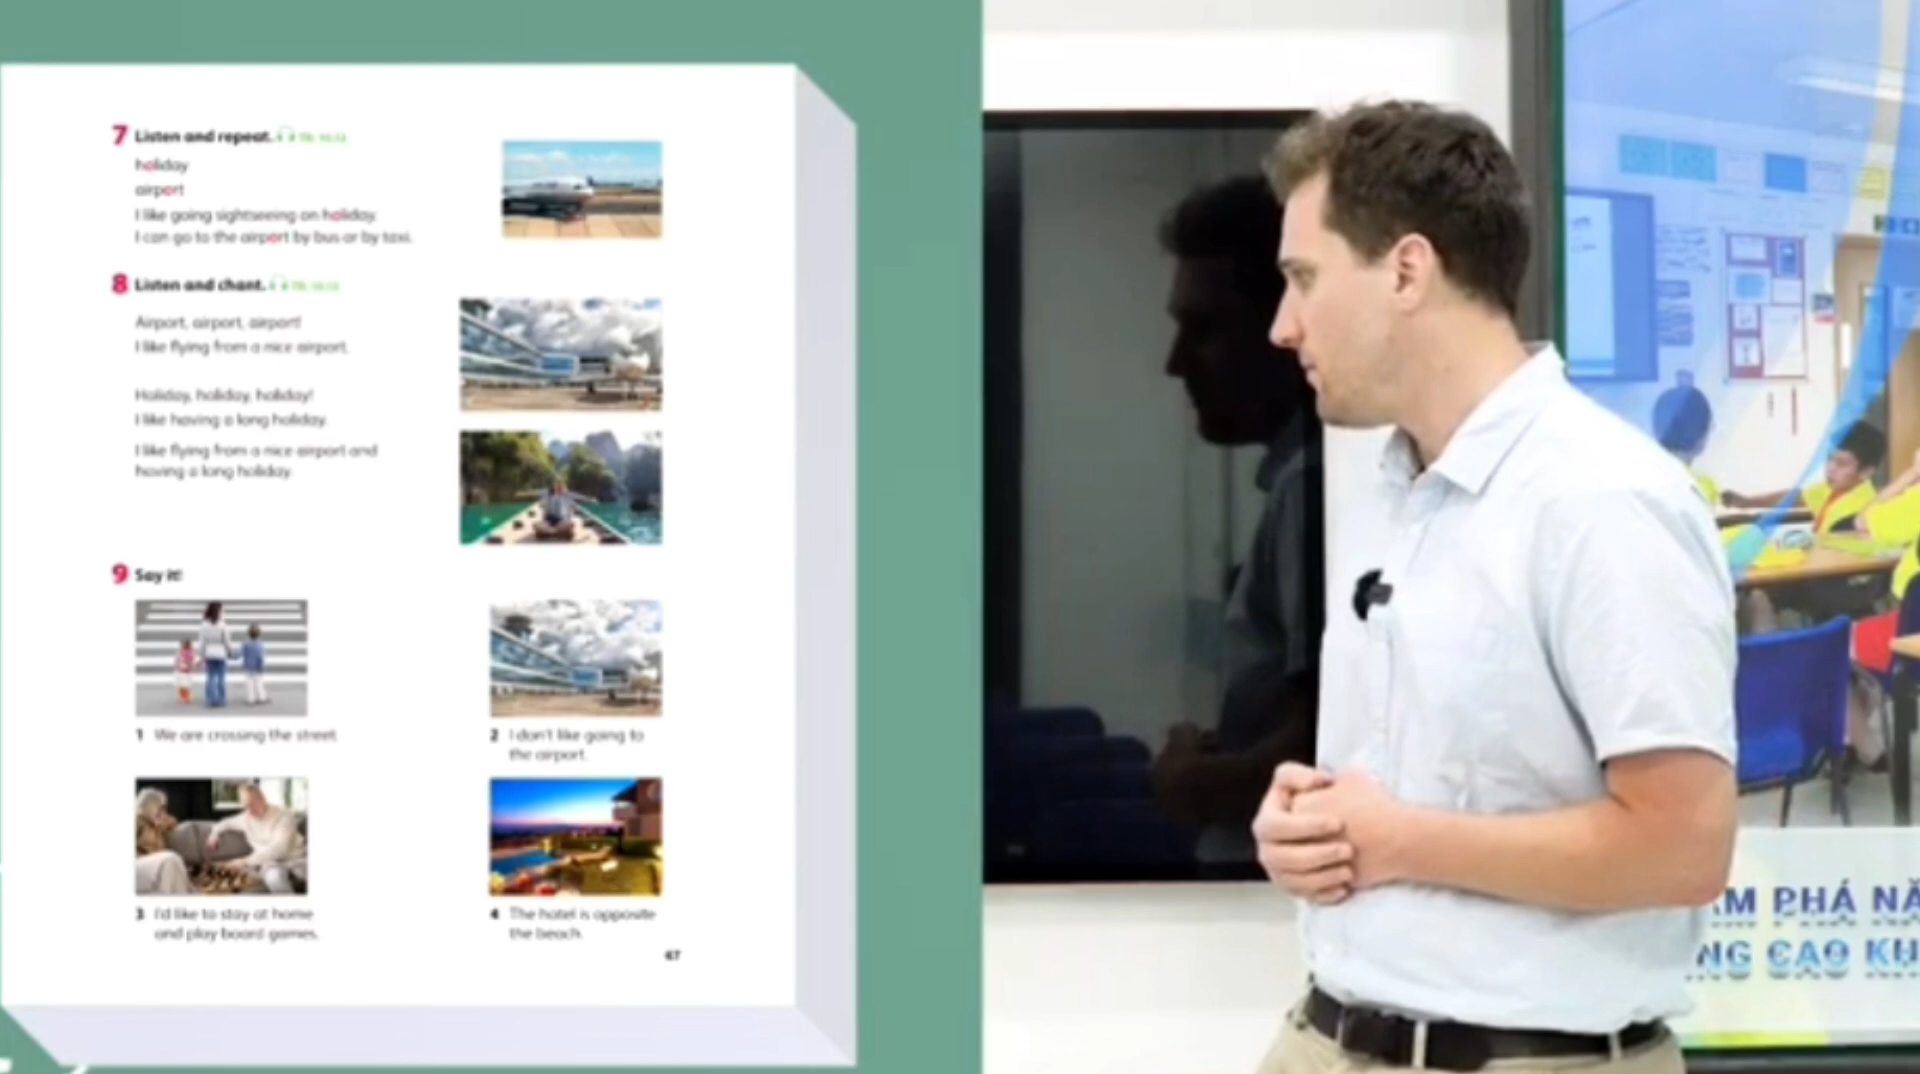 7 Listen and repeat.
holiday
airport
I like going sightseeing on holiday.
I can go to the airport by bus or by taxi.
8 Listen and chant.
Airport, airport, airport!
I like flying from a nice airport.
Holiday, holiday, holiday!
I like having a long holiday.
I like flying from a nice airport and
having a long holiday.
9 Say it!
1 We are crossing the street.
2 I don't like going to
the airport.
3 I'd like to stay at home
and play board games.
4 The hotel is opposite
the beach.
67
PHÁ
CAO